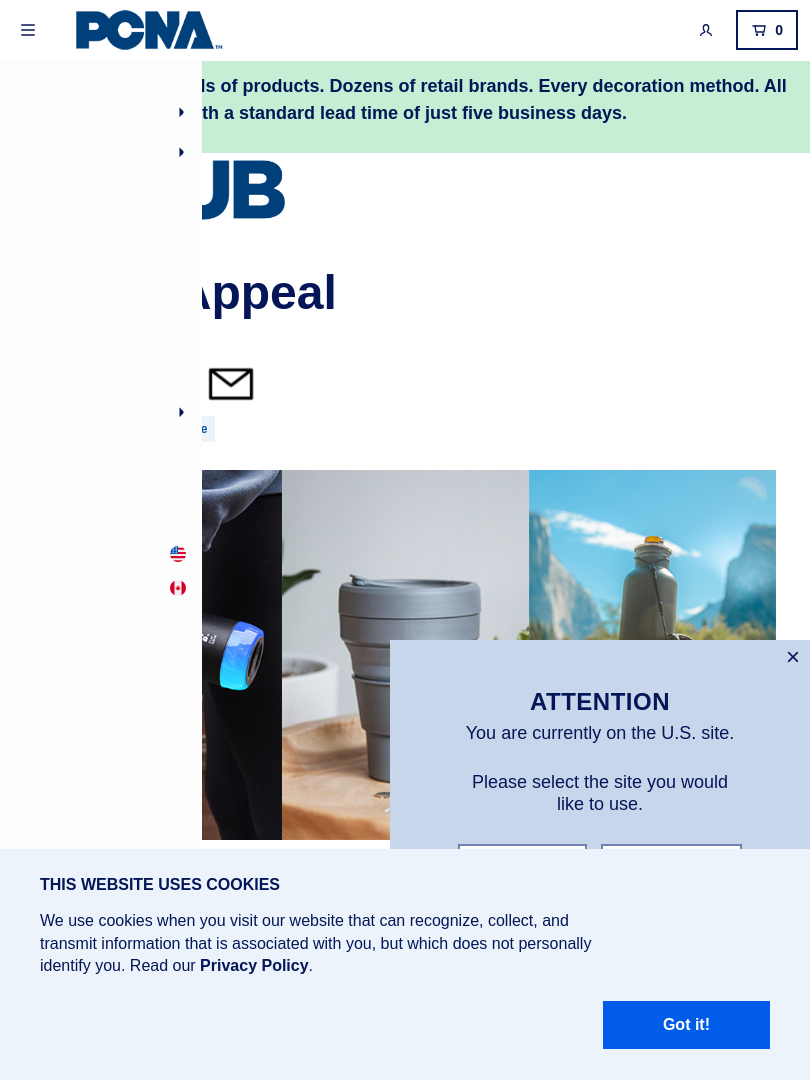 PCNA™
0
ls of products. Dozens of retail brands. Every decoration method. All
th a standard lead time of just five business days.
UB
Appeal
e
ATTENTION
You are currently on the U.S. site.
Please select the site you would
like to use.
THIS WEBSITE USES COOKIES
We use cookies when you visit our website that can recognize, collect, and
transmit information that is associated with you, but which does not personally
identify you. Read our Privacy Policy.
Got it!